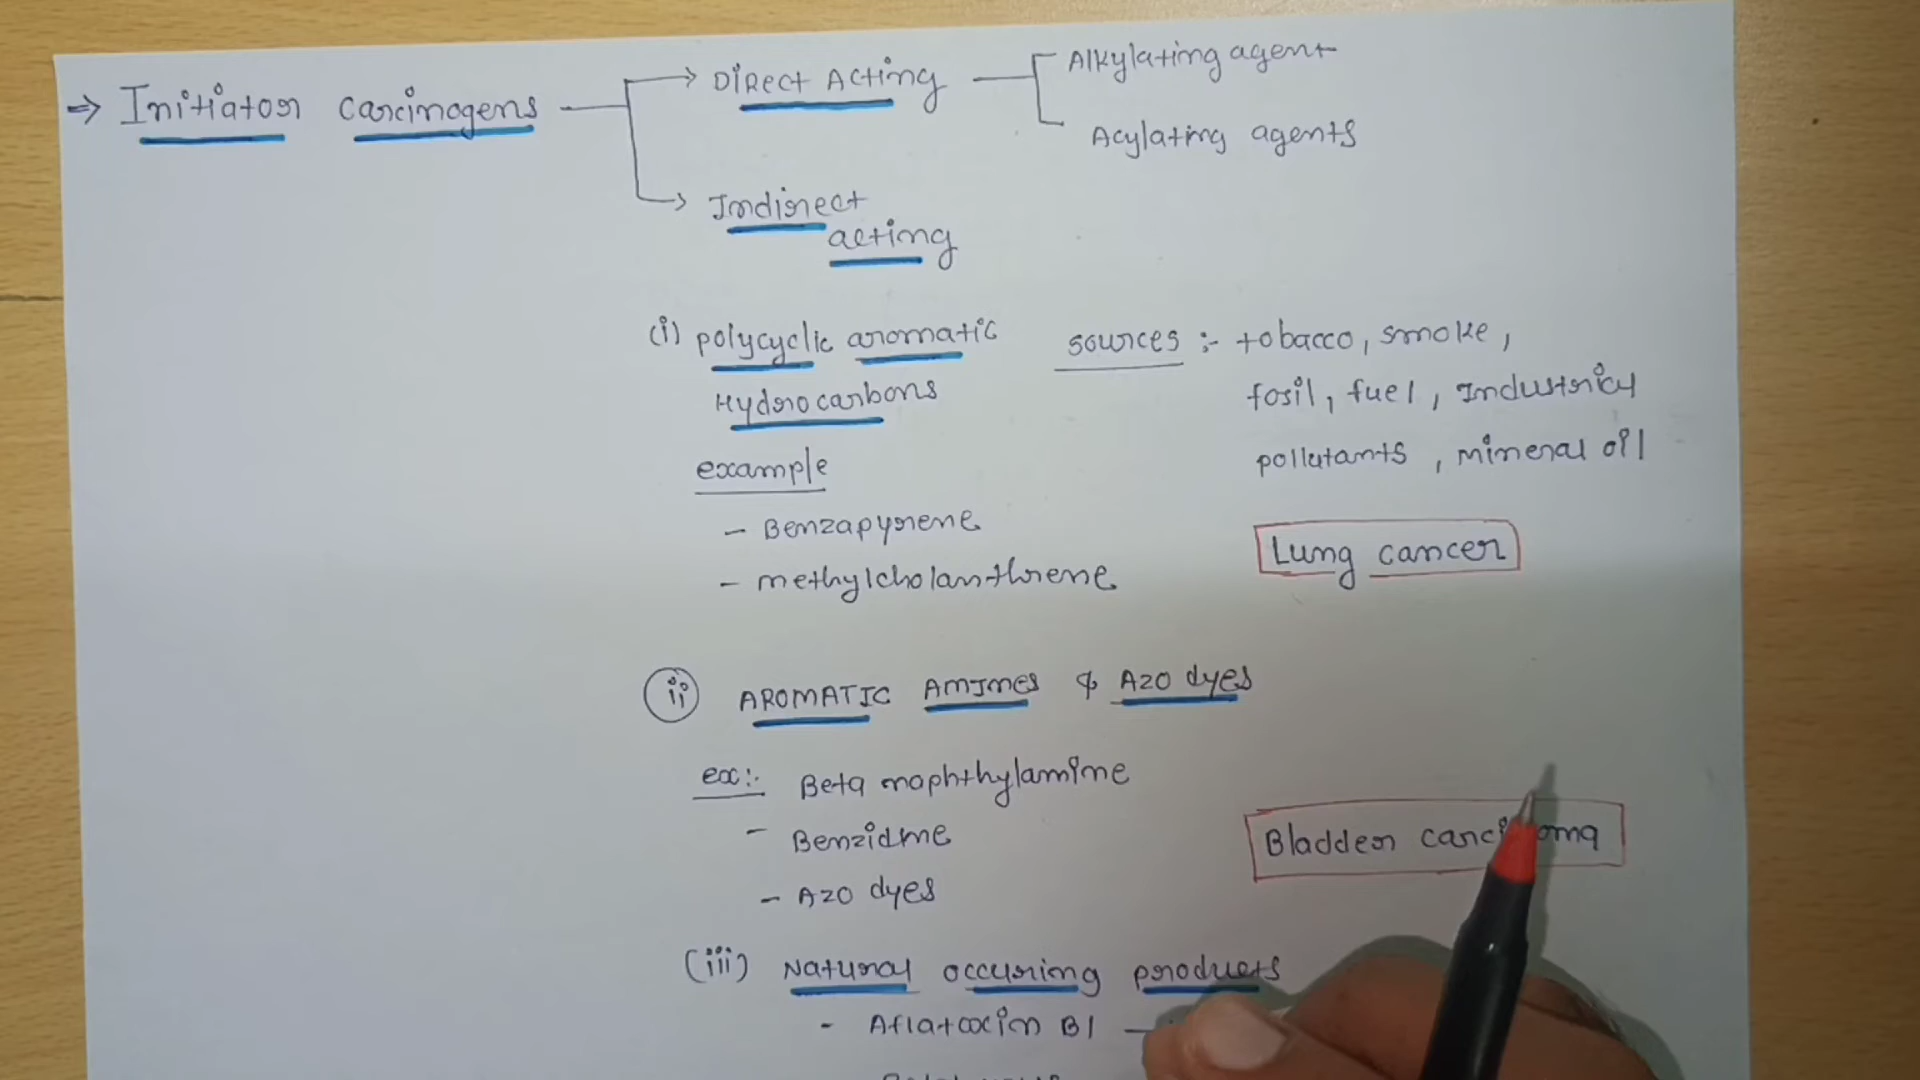 ⇒ Initiator carcinogens
→ Direct Acting
Alkylating agent
Acylating agents
→ Indirect
acting
(i) polycyclic aromatic
Hydrocarbons
sources :- tobacco, smoke,
fosil, fuel, Industricy
pollutants, mineral oil
example
- Benzapyrene
- methylcholanthrene
Lung cancer
(ii) AROMATIC AMINES & AZO dyes
ex:- Beta naphthylamine
- Benzidine
- AZO dyes
Bladder
(iii) Natural occuring products
- Aflatoxin B1 -